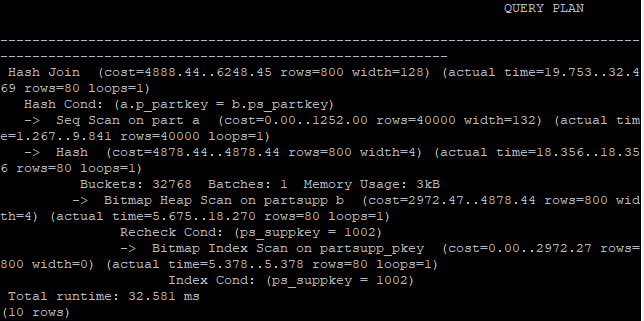 QUERY PLAN
--------------------------------------------------------------------------------
--------------------------------------------------------
Hash Join  (cost=4888.44..6248.45 rows=800 width=128) (actual time=19.753..32.4
69 rows=80 loops=1)
Hash Cond: (a.p_partkey = b.ps_partkey)
->  Seq Scan on part a  (cost=0.00..1252.00 rows=40000 width=132) (actual tim
e=1.267..9.841 rows=40000 loops=1)
->  Hash  (cost=4878.44..4878.44 rows=800 width=4) (actual time=18.356..18.35
6 rows=80 loops=1)
Buckets: 32768  Batches: 1  Memory Usage: 3kB
->  Bitmap Heap Scan on partsupp b  (cost=2972.47..4878.44 rows=800 wid
th=4) (actual time=5.675..18.270 rows=80 loops=1)
Recheck Cond: (ps_suppkey = 1002)
->  Bitmap Index Scan on partsupp_pkey  (cost=0.00..2972.27 rows=
800 width=0) (actual time=5.378..5.378 rows=80 loops=1)
Index Cond: (ps_suppkey = 1002)
Total runtime: 32.581 ms
(10 rows)